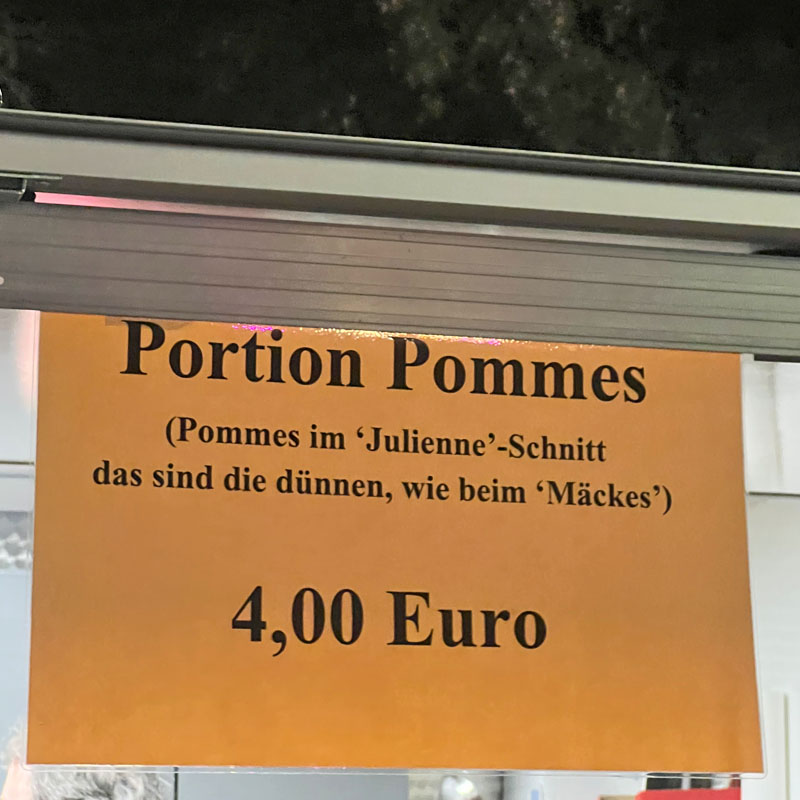 Portion Pommes
(Pommes im ‘Julienne’-Schnitt
das sind die dünnen, wie beim ‘Mäckes’)
4,00 Euro